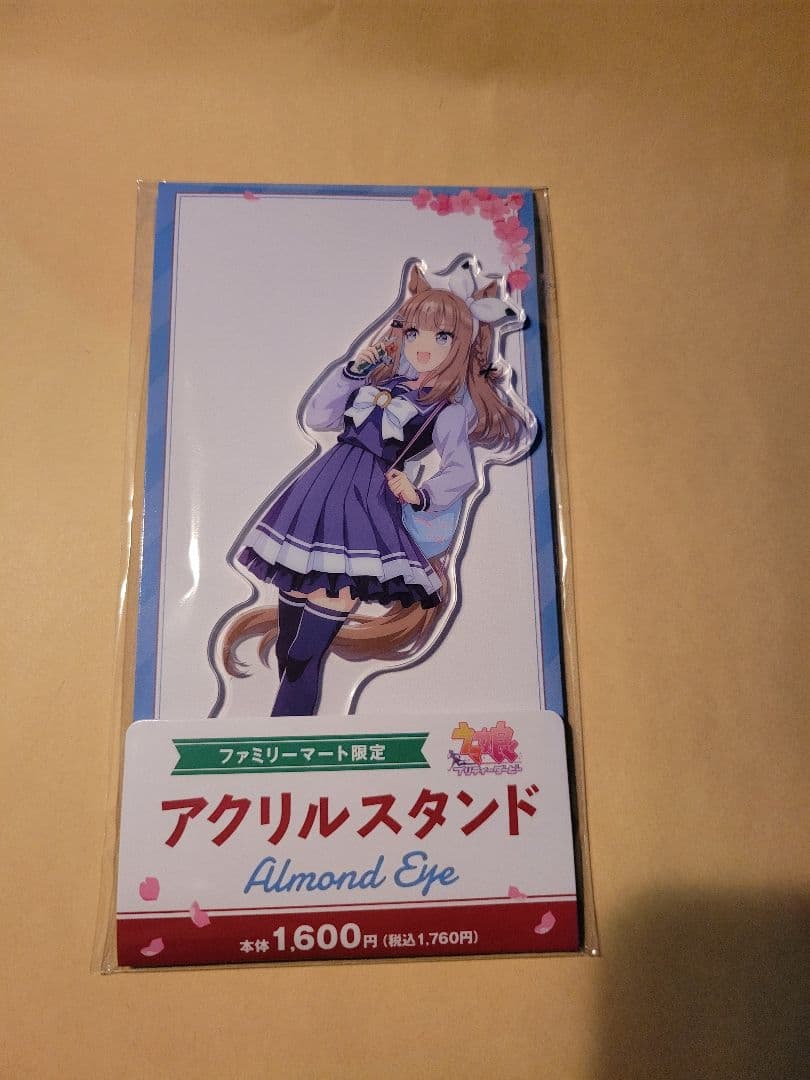 ファミリーマート限定
ウマ娘
プリティーダービー
アクリルスタンド
Almond Eye
本体1,600円(税込1,760円)